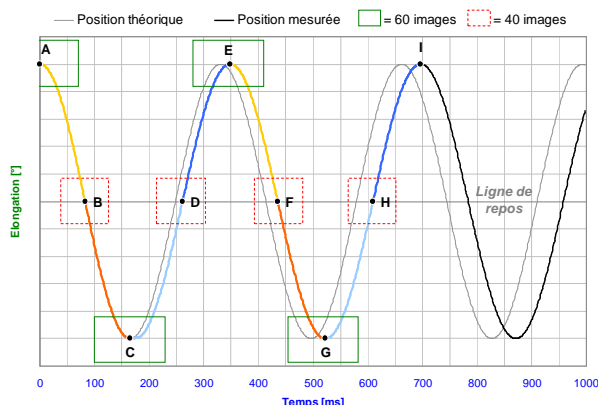 Position théorique Position mesurée = 60 images = 40 images
A
E
I
B
D
F
H
Ligne de
repos
C
G
Elongation [°]
0 100 200 300 400 500 600 700 800 900 1000
Temps [ms]